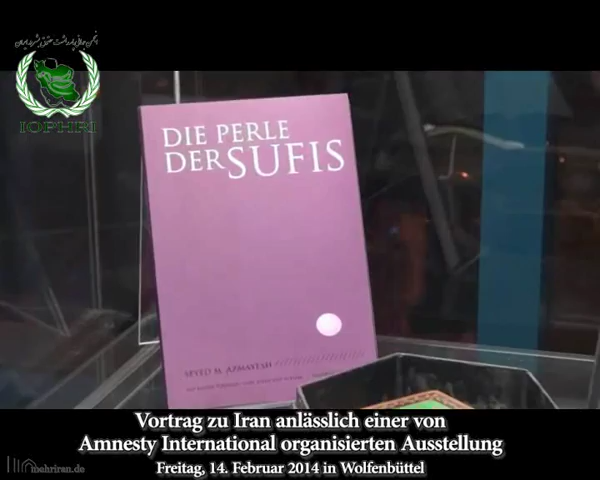 IOPHRI
DIE PERLE
DER SUFIS
SEYED M. AZMAYESH
Vortrag zu Iran anlässlich einer von
Amnesty International organisierten Ausstellung
Freitag, 14. Februar 2014 in Wolfenbüttel
mehriran.de